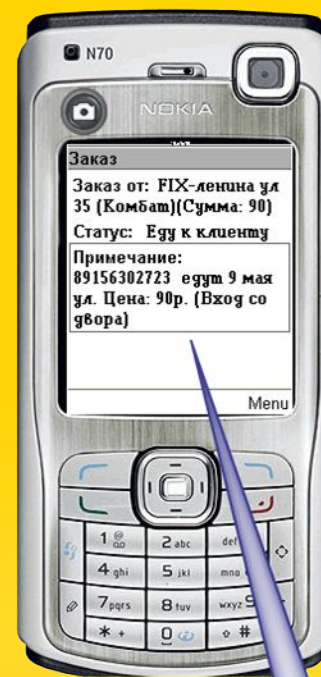 N70
NOKIA
Заказ
Заказ от: FIX-ленина ул
35 (Комбат)(Сумма: 90)
Статус: Еду к клиенту
Примечание:
89156302723 едут 9 мая
ул. Цена: 90р. (Вход со
двора)
Menu
1
2 abc
def
4 ghi
5 jkl
mno
7 pqrs
8 tuv
wxyz 9
* +
0
#